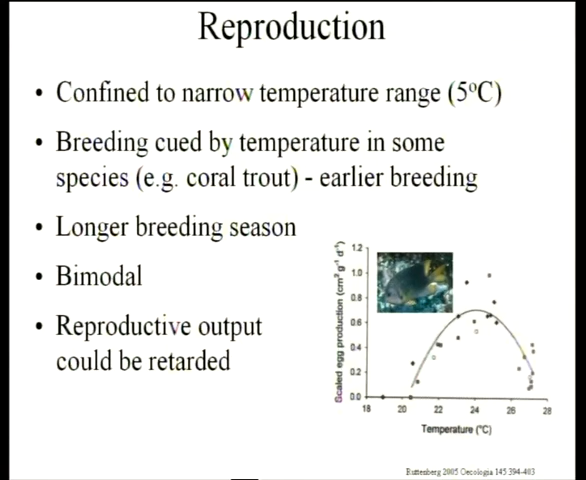 Reproduction
• Confined to narrow temperature range (5°C)
• Breeding cued by temperature in some
species (e.g. coral trout) - earlier breeding
• Longer breeding season
• Bimodal
• Reproductive output
could be retarded
Scaled egg production (cm² g⁻¹ d⁻¹)
1.2
1.0
0.8
0.6
0.4
0.2
0.0
18 20 22 24 26 28
Temperature (°C)
Ruttenberg 2005 Oecologia 145 394-403